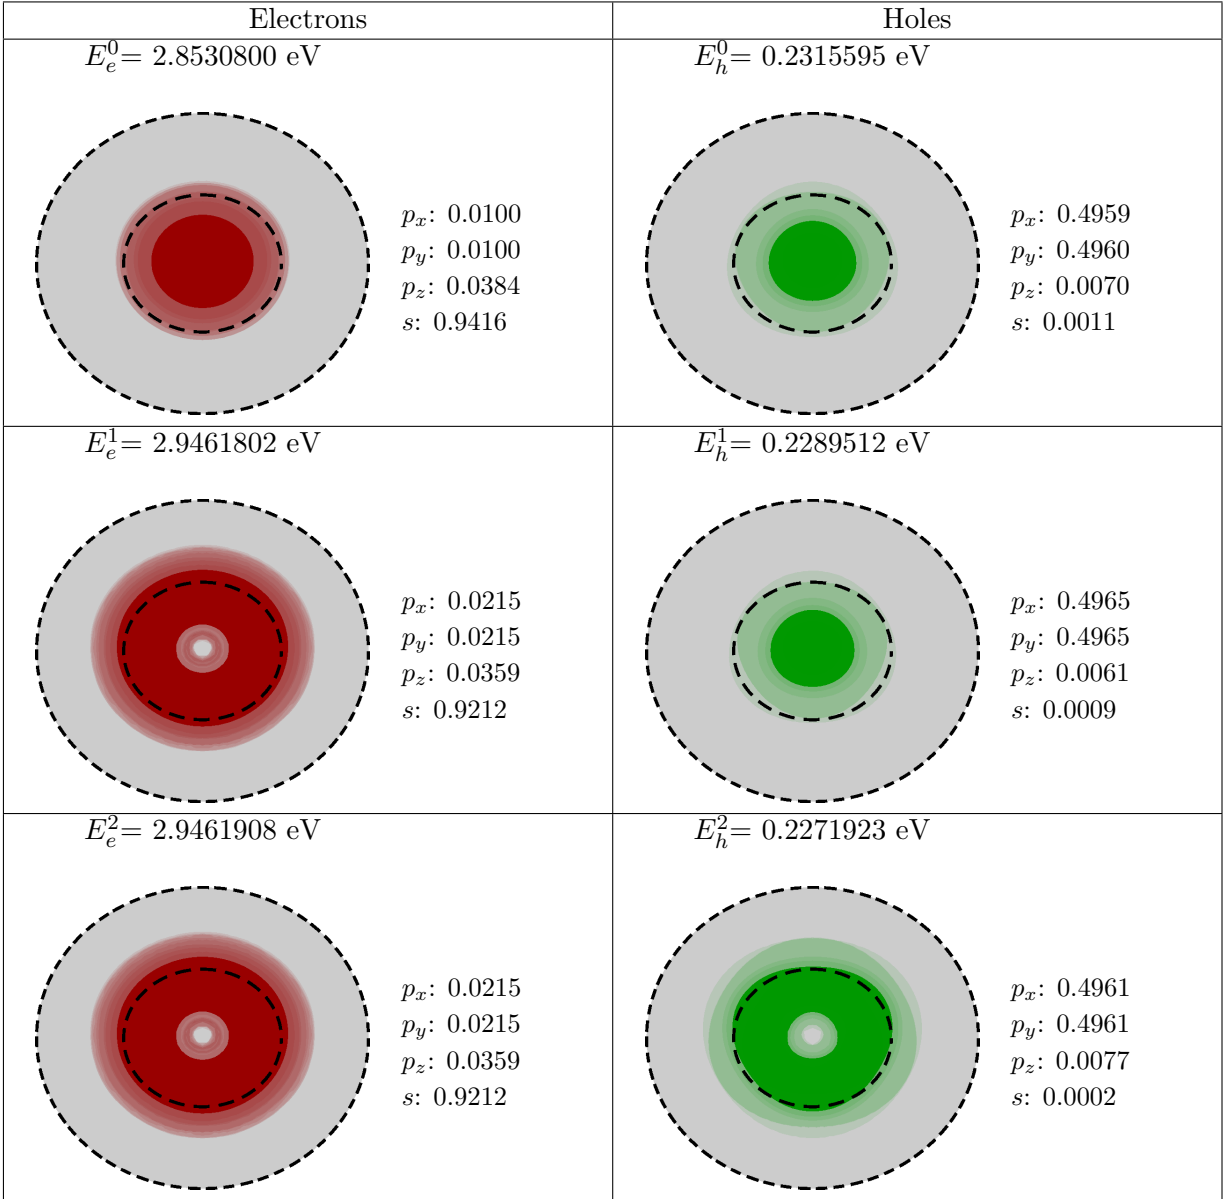 Electrons Holes
E_e^0= 2.8530800 eV
p_x: 0.0100
p_y: 0.0100
p_z: 0.0384
s: 0.9416
E_h^0= 0.2315595 eV
p_x: 0.4959
p_y: 0.4960
p_z: 0.0070
s: 0.0011
E_e^1= 2.9461802 eV
p_x: 0.0215
p_y: 0.0215
p_z: 0.0359
s: 0.9212
E_h^1= 0.2289512 eV
p_x: 0.4965
p_y: 0.4965
p_z: 0.0061
s: 0.0009
E_e^2= 2.9461908 eV
p_x: 0.0215
p_y: 0.0215
p_z: 0.0359
s: 0.9212
E_h^2= 0.2271923 eV
p_x: 0.4961
p_y: 0.4961
p_z: 0.0077
s: 0.0002